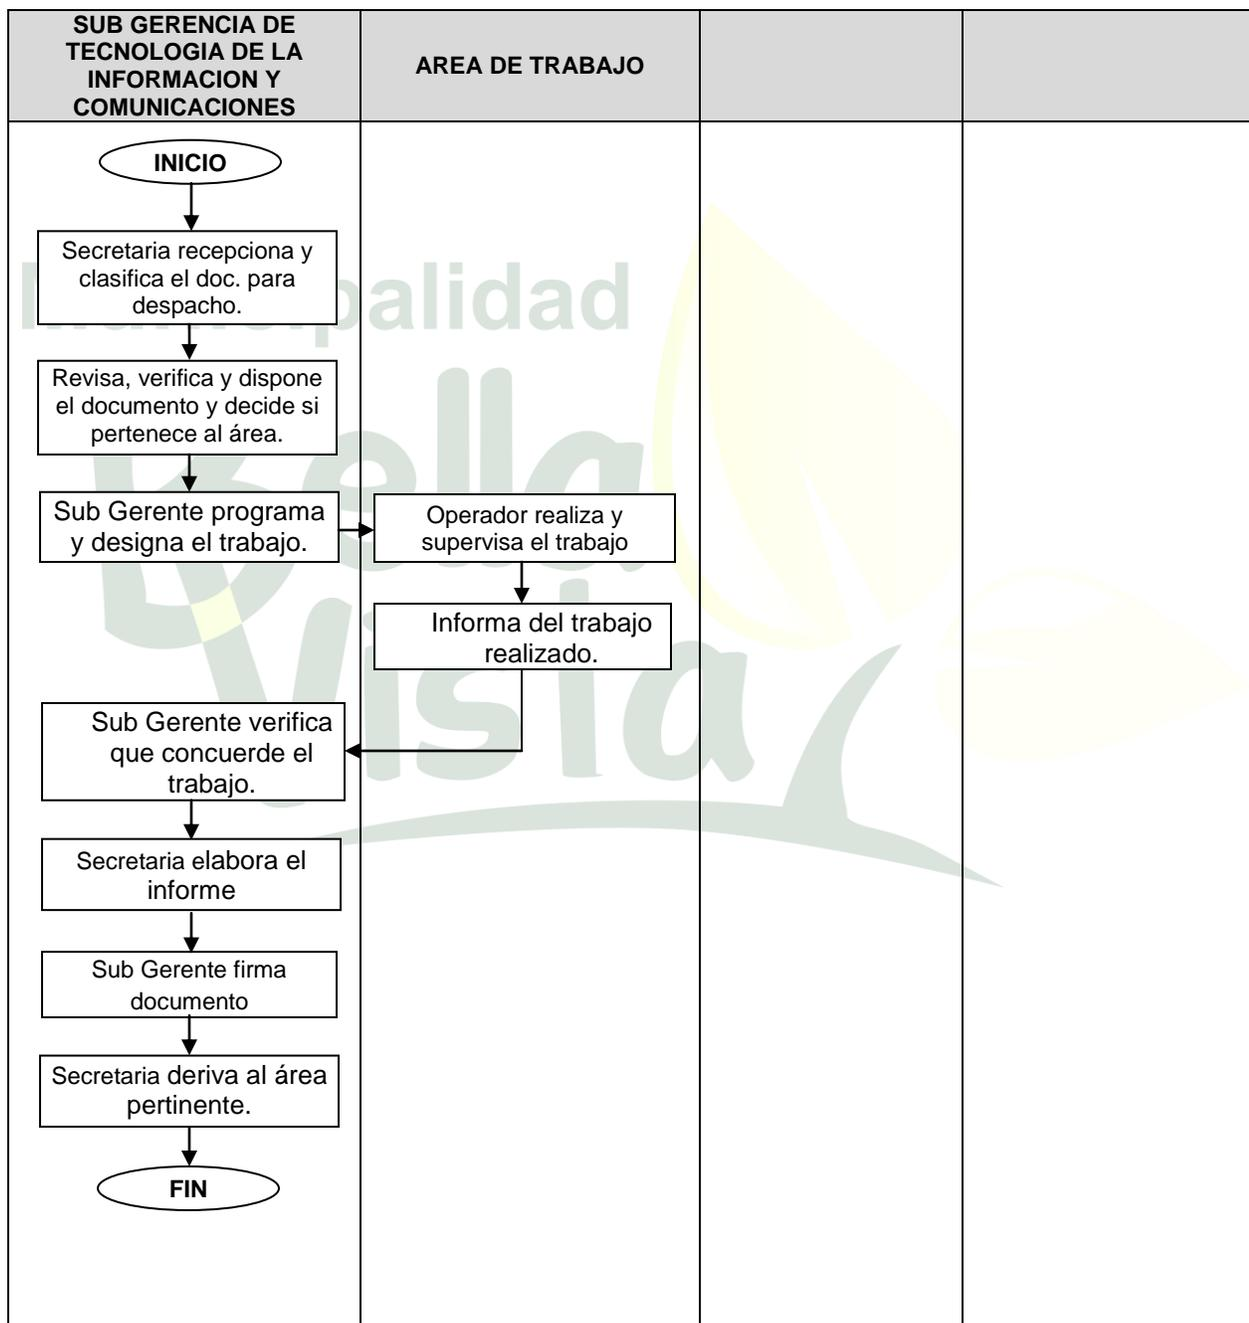 SUB GERENCIA DE
TECNOLOGIA DE LA
INFORMACION Y
COMUNICACIONES
AREA DE TRABAJO
INICIO
Secretaria recepciona y
clasifica el doc. para
despacho.
Revisa, verifica y dispone
el documento y decide si
pertenece al área.
Sub Gerente programa
y designa el trabajo.
Operador realiza y
supervisa el trabajo
Informa del trabajo
realizado.
Sub Gerente verifica
que concuerde el
trabajo.
Secretaria elabora el
informe
Sub Gerente firma
documento
Secretaria deriva al área
pertinente.
FIN
Municipalidad
Bella
Vista